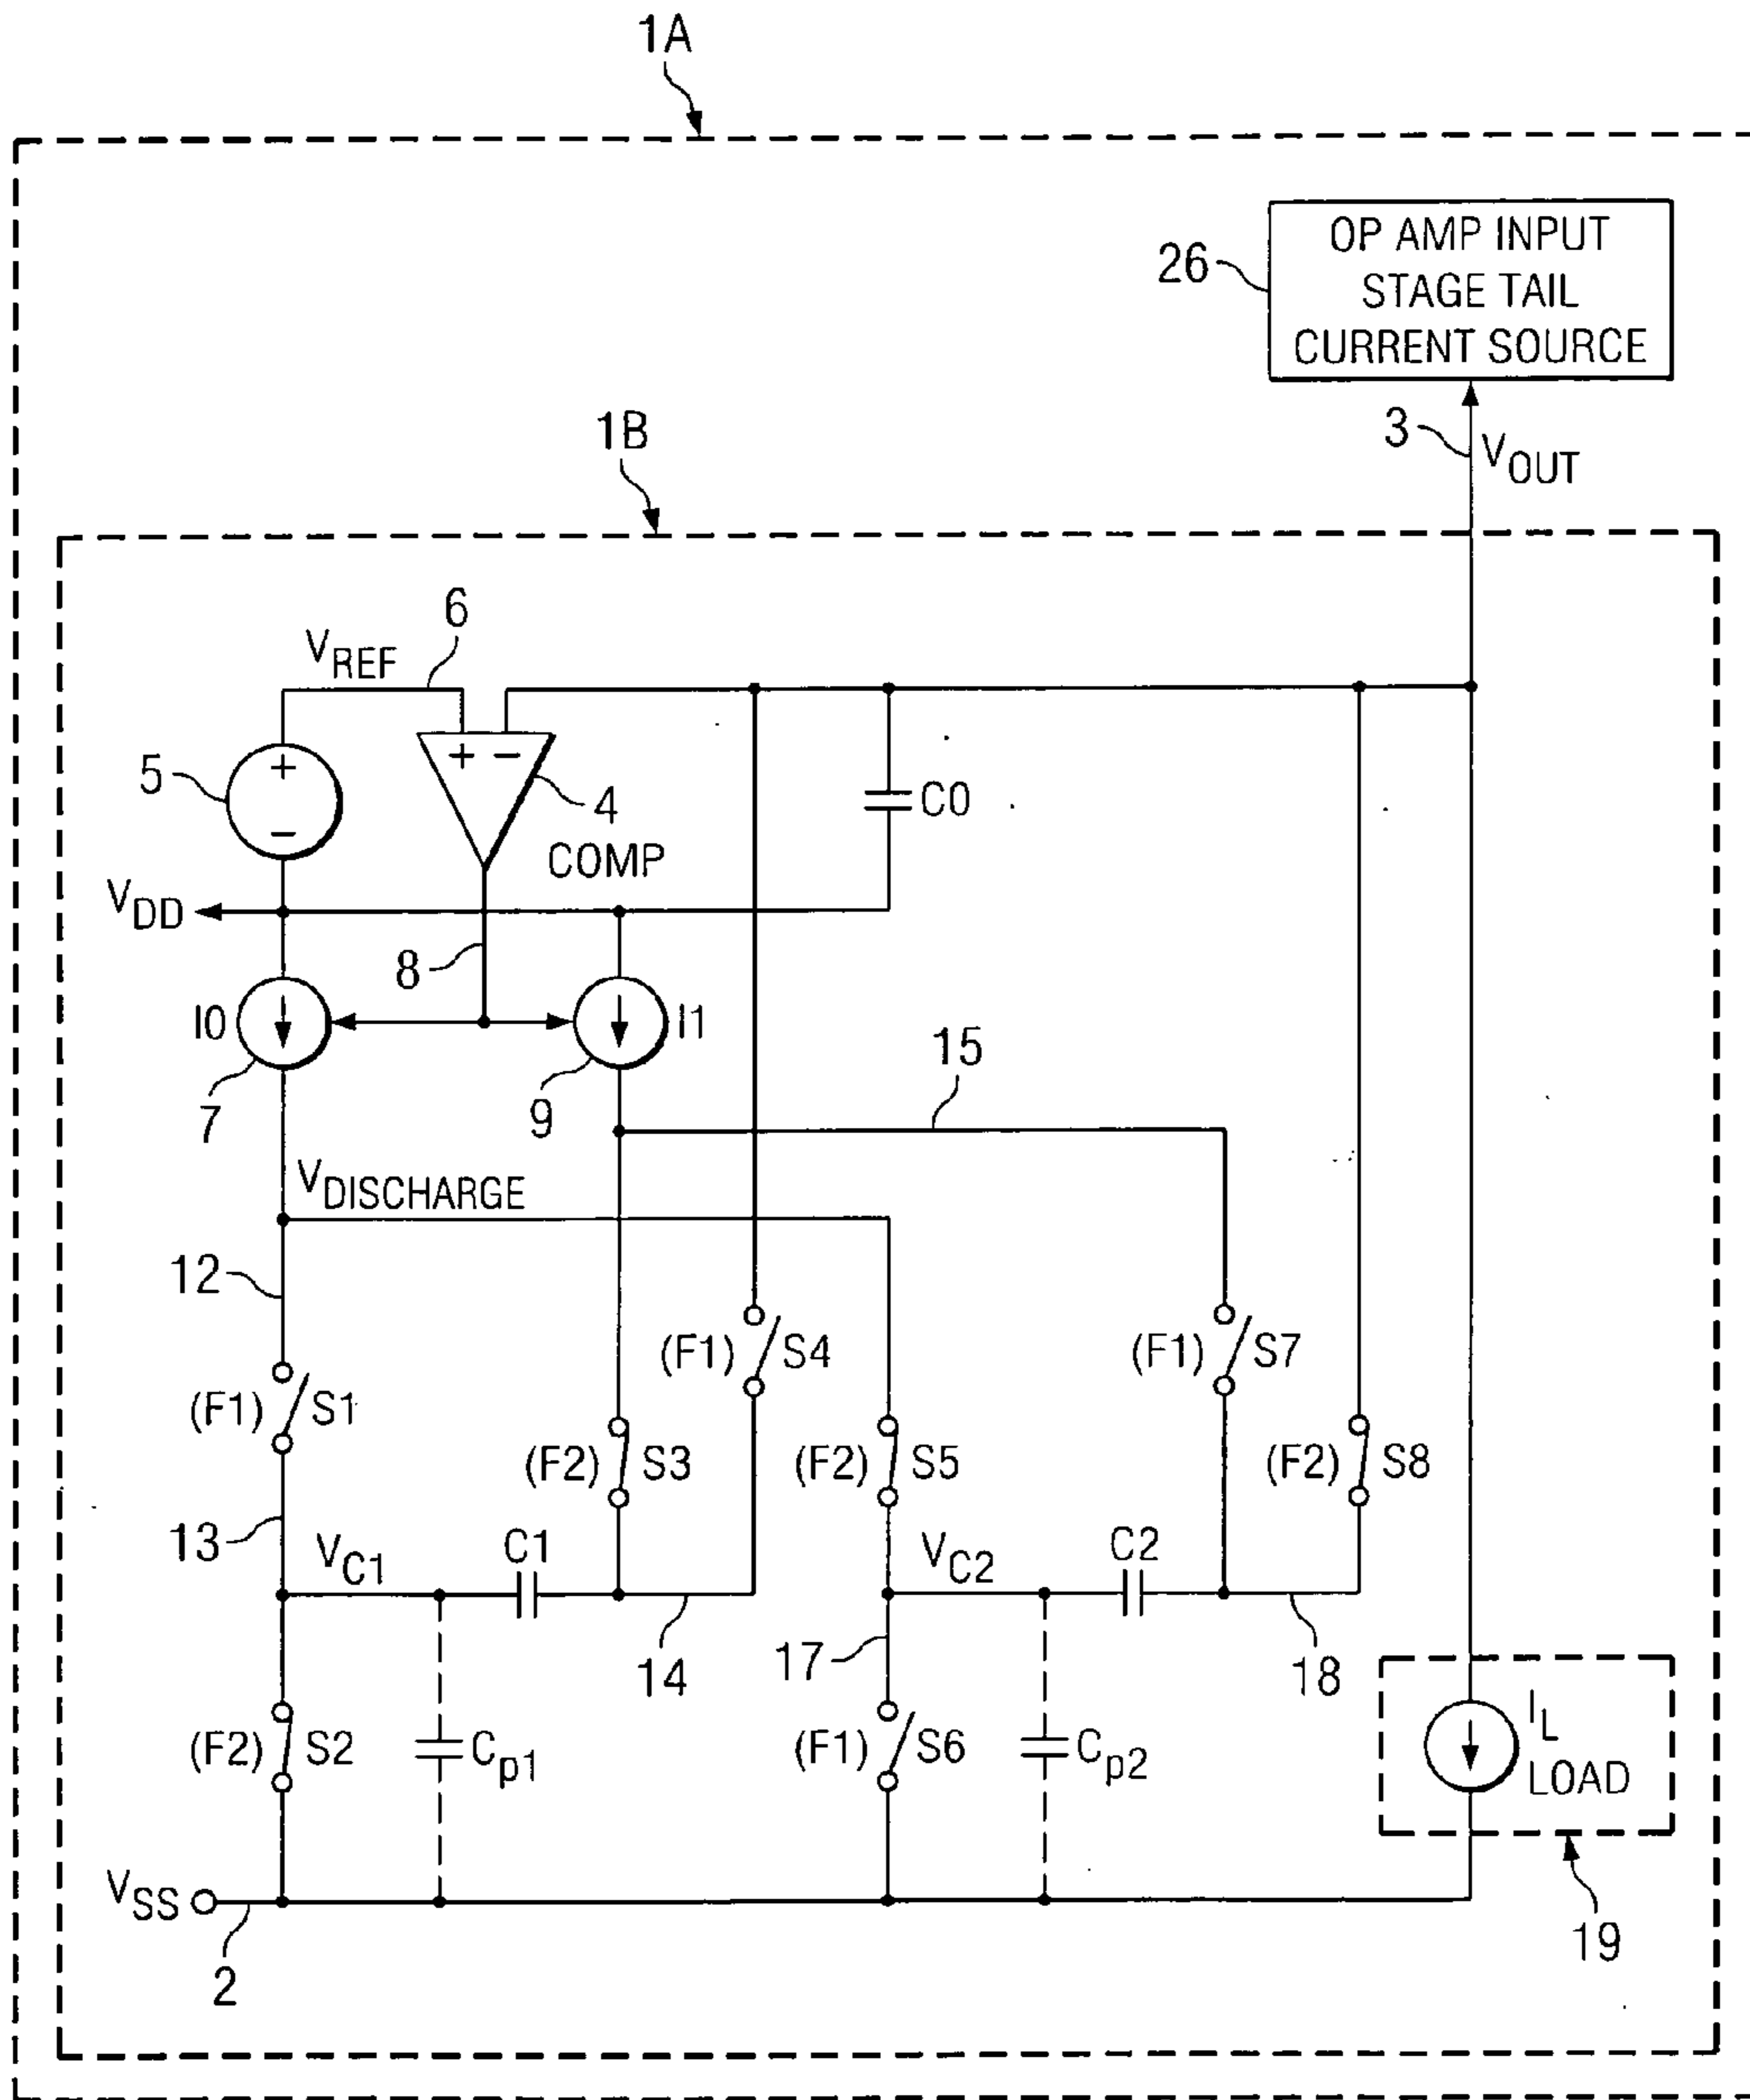 1A
OP AMP INPUT
STAGE TAIL
CURRENT SOURCE
26
3
VOUT
1B
6
VREF
+ −
5
+
−
4
COMP
C0
VDD
8
I0
I1
7
9
15
VDISCHARGE
12
(F1) S4
(F1) S7
(F1) S1
(F2) S3
(F2) S5
(F2) S8
13
VC1
C1
VC2
C2
14
17
18
(F2) S2
Cp1
(F1) S6
Cp2
IL
LOAD
VSS
2
19